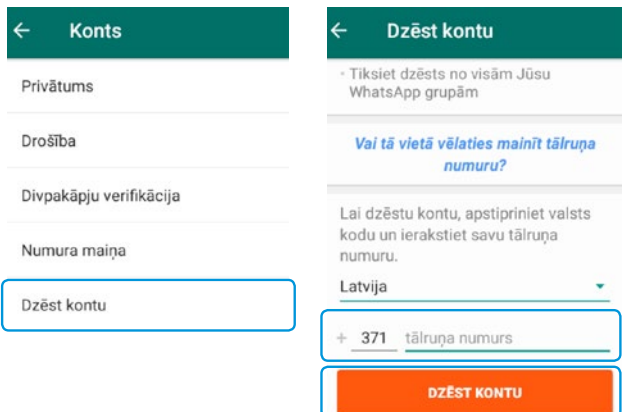 Konts
Privātums
Drošība
Divpakāpju verifikācija
Numura maiņa
Dzēst kontu
Dzēst kontu
◦ Tiksiet dzēsts no visām Jūsu
WhatsApp grupām
Vai tā vietā vēlaties mainīt tālruņa
numuru?
Lai dzēstu kontu, apstipriniet valsts
kodu un ierakstiet savu tālruņa
numuru.
Latvija
+ 371 tālruņa numurs
DZĒST KONTU